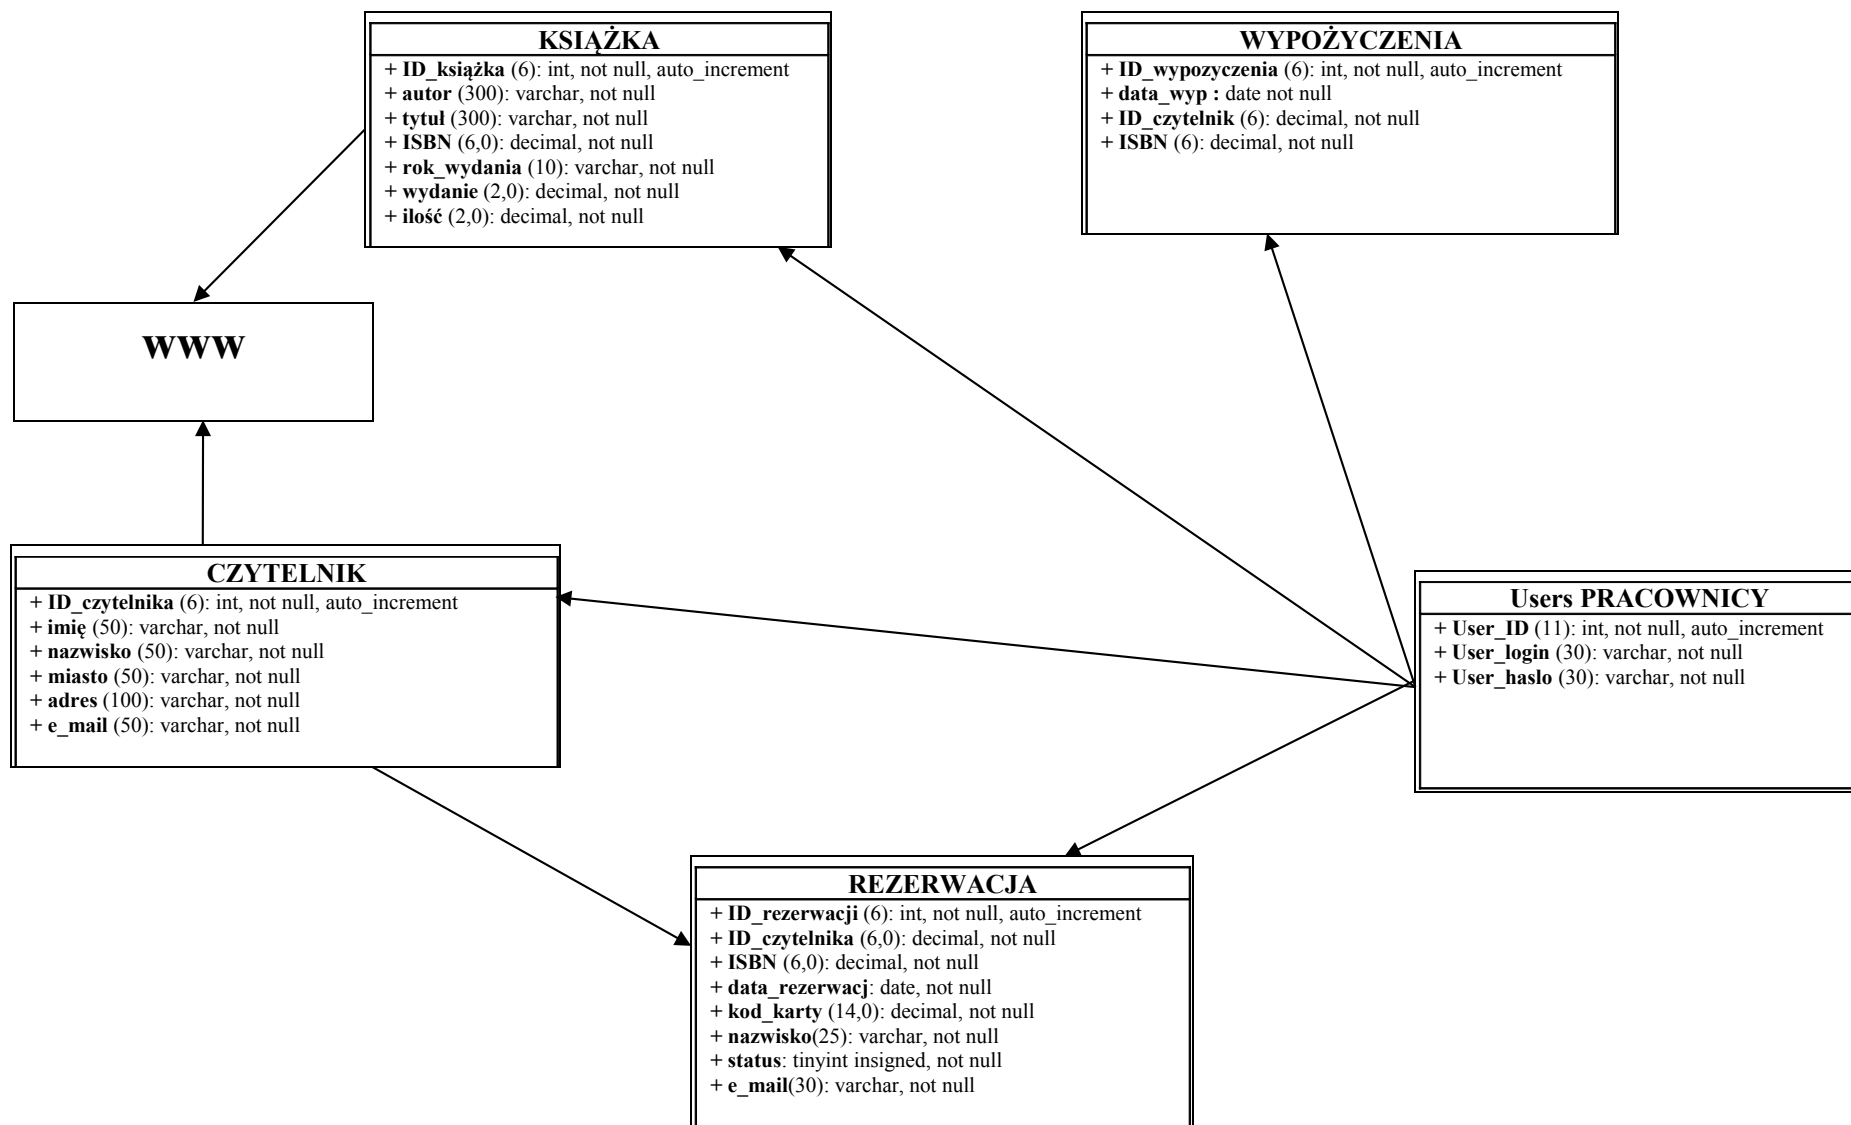 KSIĄŻKA
+ ID_książka (6): int, not null, auto_increment
+ autor (300): varchar, not null
+ tytuł (300): varchar, not null
+ ISBN (6,0): decimal, not null
+ rok_wydania (10): varchar, not null
+ wydanie (2,0): decimal, not null
+ ilość (2,0): decimal, not null
WYPOŻYCZENIA
+ ID_wypozyczenia (6): int, not null, auto_increment
+ data_wyp : date not null
+ ID_czytelnik (6): decimal, not null
+ ISBN (6): decimal, not null
WWW
CZYTELNIK
+ ID_czytelnika (6): int, not null, auto_increment
+ imię (50): varchar, not null
+ nazwisko (50): varchar, not null
+ miasto (50): varchar, not null
+ adres (100): varchar, not null
+ e_mail (50): varchar, not null
Users PRACOWNICY
+ User_ID (11): int, not null, auto_increment
+ User_login (30): varchar, not null
+ User_haslo (30): varchar, not null
REZERWACJA
+ ID_rezerwacji (6): int, not null, auto_increment
+ ID_czytelnika (6,0): decimal, not null
+ ISBN (6,0): decimal, not null
+ data_rezerwacj: date, not null
+ kod_karty (14,0): decimal, not null
+ nazwisko(25): varchar, not null
+ status: tinyint insigned, not null
+ e_mail(30): varchar, not null